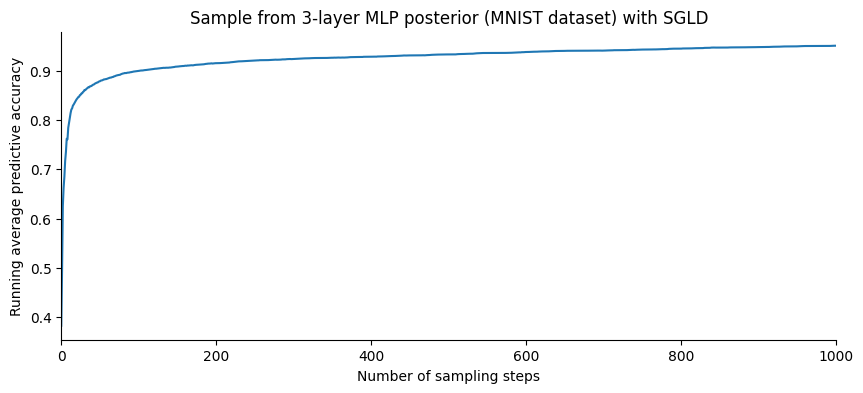 Sample from 3-layer MLP posterior (MNIST dataset) with SGLD
Running average predictive accuracy
0.9
0.8
0.7
0.6
0.5
0.4
0 200 400 600 800 1000
Number of sampling steps